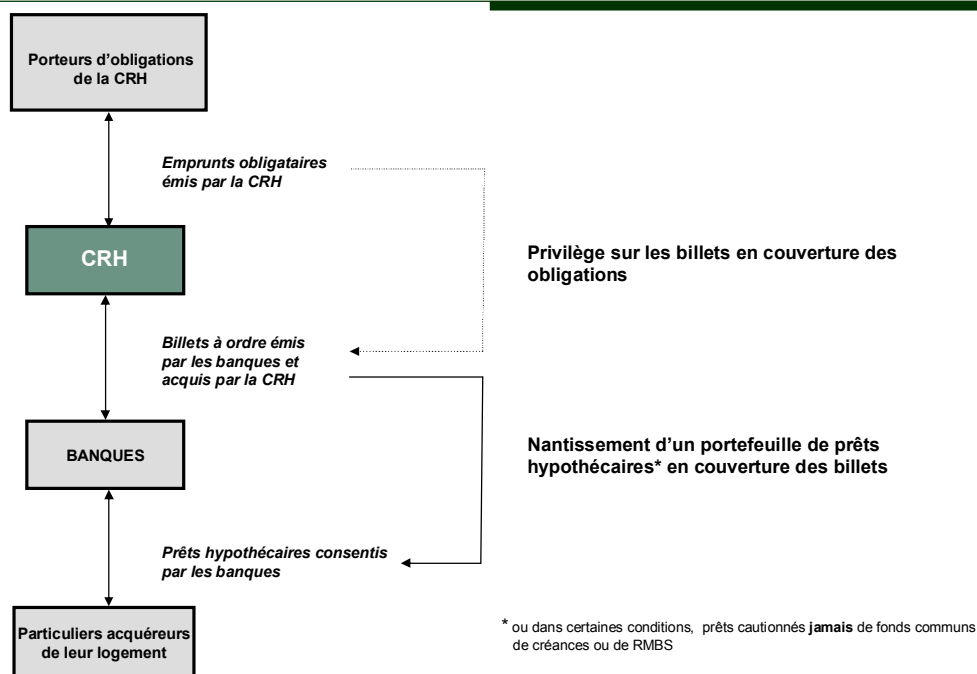 Porteurs d'obligations
de la CRH
Emprunts obligataires
émis par la CRH
CRH
Privilège sur les billets en couverture des
obligations
Billets à ordre émis
par les banques et
acquis par la CRH
BANQUES
Nantissement d'un portefeuille de prêts
hypothécaires* en couverture des billets
Prêts hypothécaires consentis
par les banques
Particuliers acquéreurs
de leur logement
* ou dans certaines conditions, prêts cautionnés jamais de fonds communs
de créances ou de RMBS